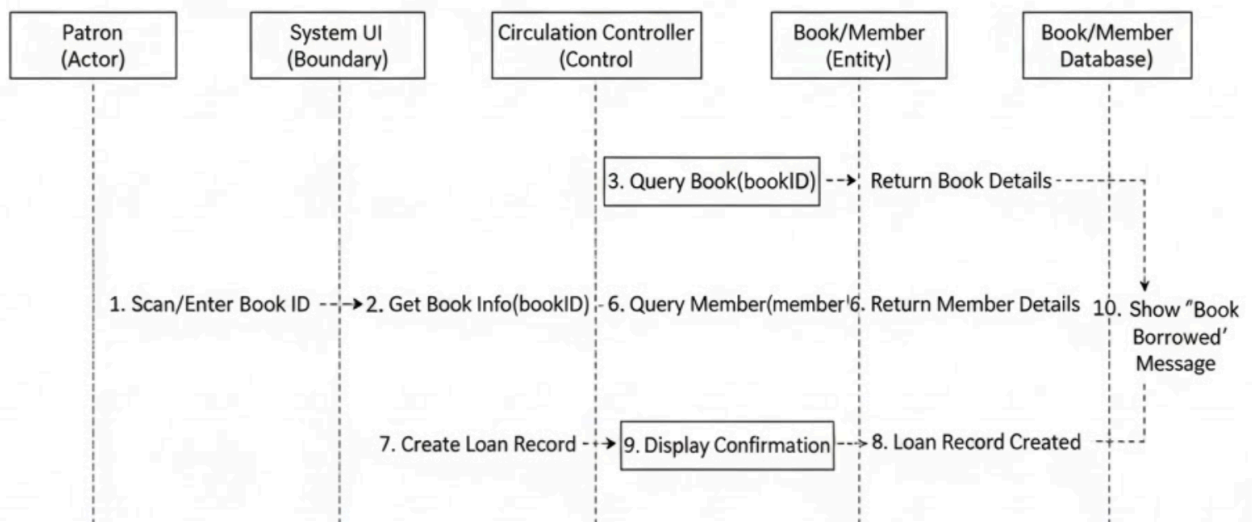 Patron
(Actor)
System UI
(Boundary)
Circulation Controller
(Control
Book/Member
(Entity)
Book/Member
Database)
3. Query Book(bookID)
Return Book Details
1. Scan/Enter Book ID
2. Get Book Info(bookID)
6. Query Member(member
6. Return Member Details
10. Show "Book
Borrowed'
Message
7. Create Loan Record
9. Display Confirmation
8. Loan Record Created